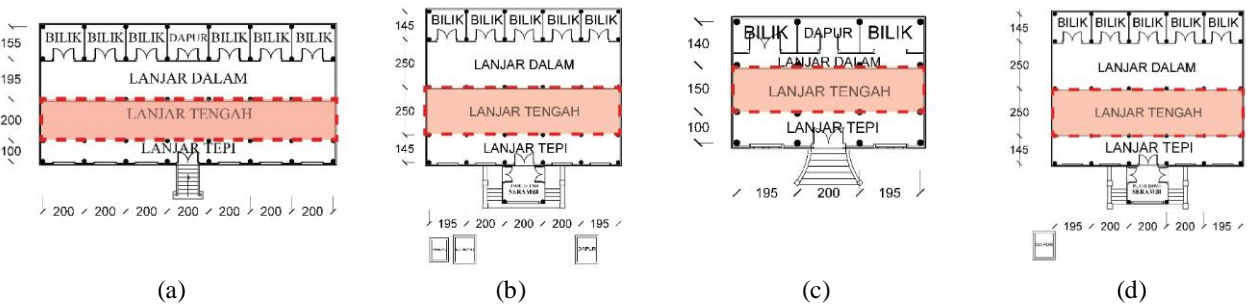 155
195
200
100
BILIK BILIK BILIK DAPUR BILIK BILIK BILIK
LANJAR DALAM
LANJAR TENGAH
LANJAR TEPI
200 200 200 200 200 200 200
(a)
145
250
250
145
BILIK BILIK BILIK BILIK BILIK
LANJAR DALAM
LANJAR TENGAH
LANJAR TEPI
SERAMBI
195 200 200 200 195
DAPUR
(b)
140
150
100
BILIK DAPUR BILIK
LANJAR DALAM
LANJAR TENGAH
LANJAR TEPI
195 200 195
(c)
145
250
250
145
BILIK BILIK BILIK BILIK BILIK
LANJAR DALAM
LANJAR TENGAH
LANJAR TEPI
SERAMBI
195 200 200 200 195
DAPUR
(d)